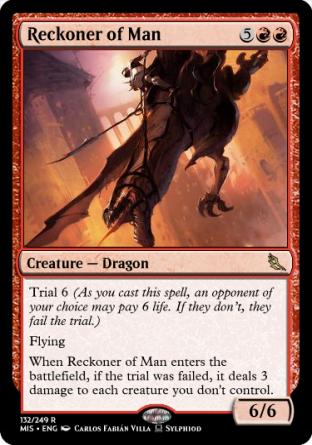 Reckoner of Man 5
Creature — Dragon
Trial 6 (As you cast this spell, an opponent of
your choice may pay 6 life. If they don't, they
fail the trial.)
Flying
When Reckoner of Man enters the
battlefield, if the trial was failed, it deals 3
damage to each creature you don't control.
6/6
132/249 R
MIS • ENG Carlos Fabián Villa Sylphiod